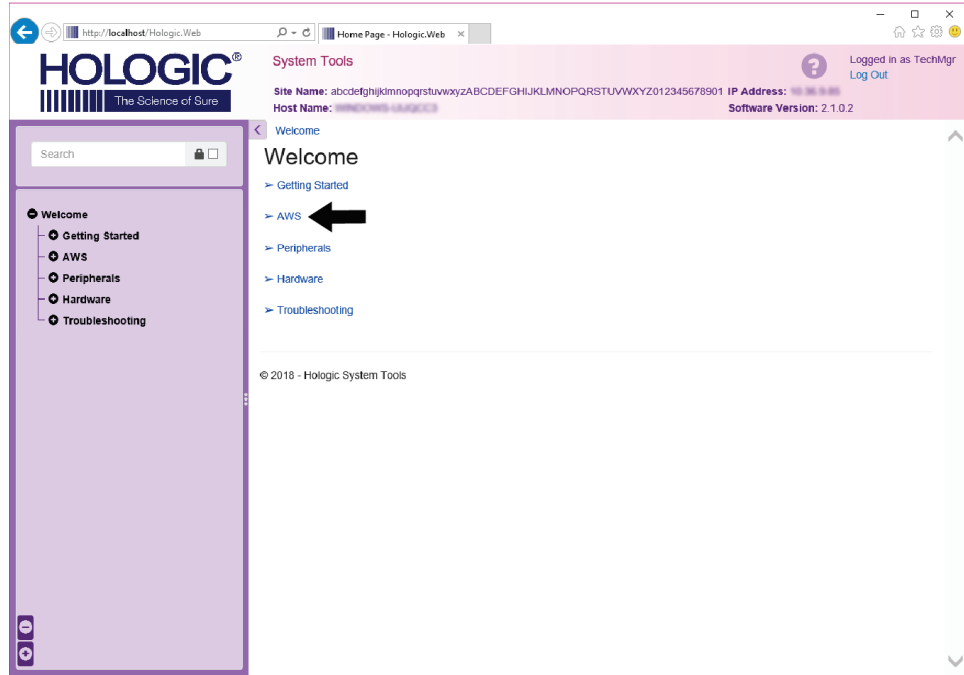 http://localhost/Hologic.Web
Home Page - Hologic.Web
HOLOGIC®
The Science of Sure
System Tools
Logged in as TechMgr
Log Out
Site Name: abcdefghijklmnopqrstuvwxyzABCDEFGHIJKLMNOPQRSTUVWXYZ012345678901 IP Address:
Host Name:
Software Version: 2.1.0.2
Search
Welcome
Getting Started
AWS
Peripherals
Hardware
Troubleshooting
Welcome
Welcome
➢ Getting Started
➢ AWS
➢ Peripherals
➢ Hardware
➢ Troubleshooting
© 2018 - Hologic System Tools